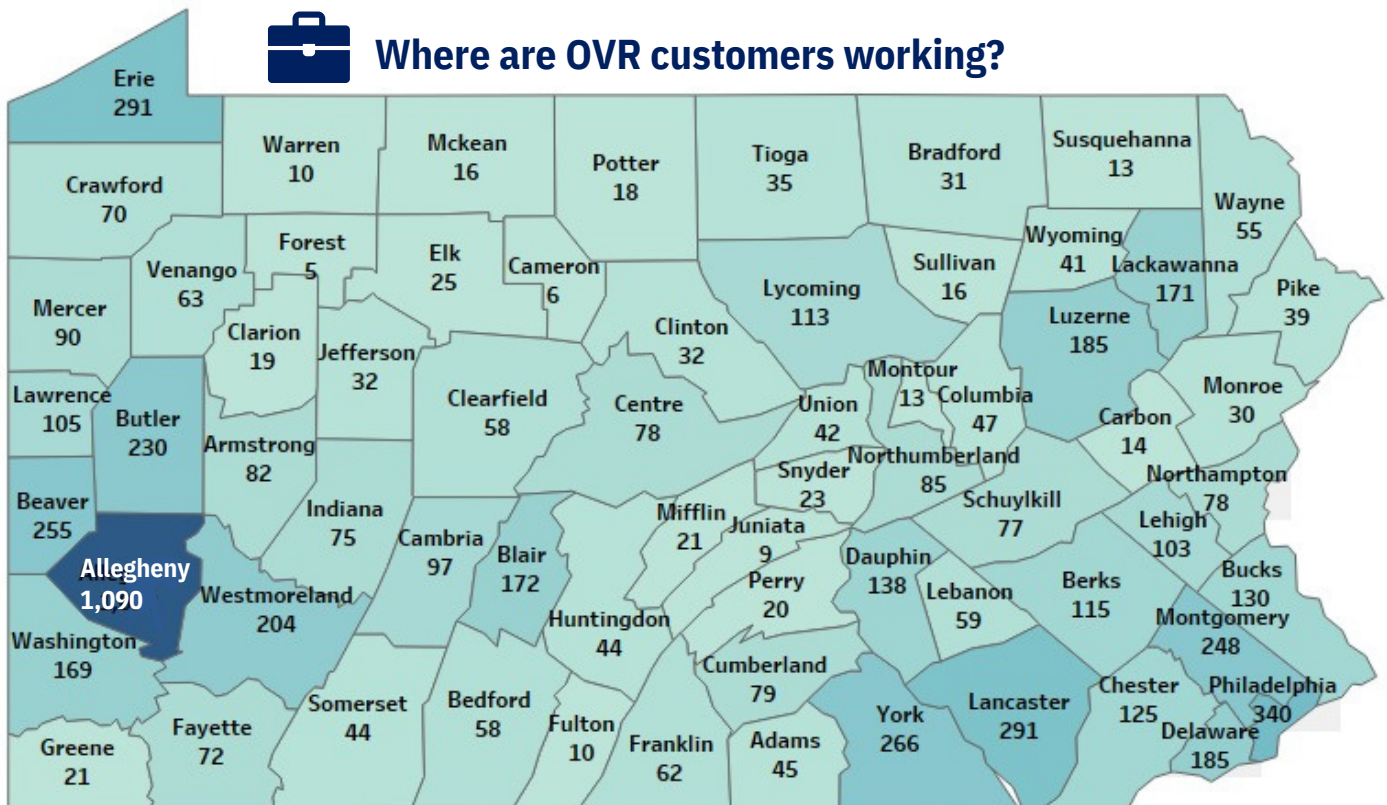 Where are OVR customers working?
Erie
291
Warren
10
Mckean
16
Potter
18
Tioga
35
Bradford
31
Susquehanna
13
Wayne
55
Crawford
70
Venango
63
Forest
5
Elk
25
Cameron
6
Lycoming
113
Sullivan
16
Wyoming
41
Lackawanna
171
Pike
39
Mercer
90
Clarion
19
Jefferson
32
Clinton
32
Luzerne
185
Lawrence
105
Butler
230
Armstrong
82
Clearfield
58
Centre
78
Union
42
Montour
13
Columbia
47
Carbon
14
Monroe
30
Beaver
255
Indiana
75
Snyder
23
Northumberland
85
Schuylkill
77
Northampton
78
Lehigh
103
Allegheny
1,090
Westmoreland
204
Cambria
97
Blair
172
Mifflin
21
Juniata
9
Perry
20
Dauphin
138
Lebanon
59
Berks
115
Bucks
130
Montgomery
248
Washington
169
Huntingdon
44
Cumberland
79
Greene
21
Fayette
72
Somerset
44
Bedford
58
Fulton
10
Franklin
62
Adams
45
York
266
Lancaster
291
Chester
125
Philadelphia
340
Delaware
185